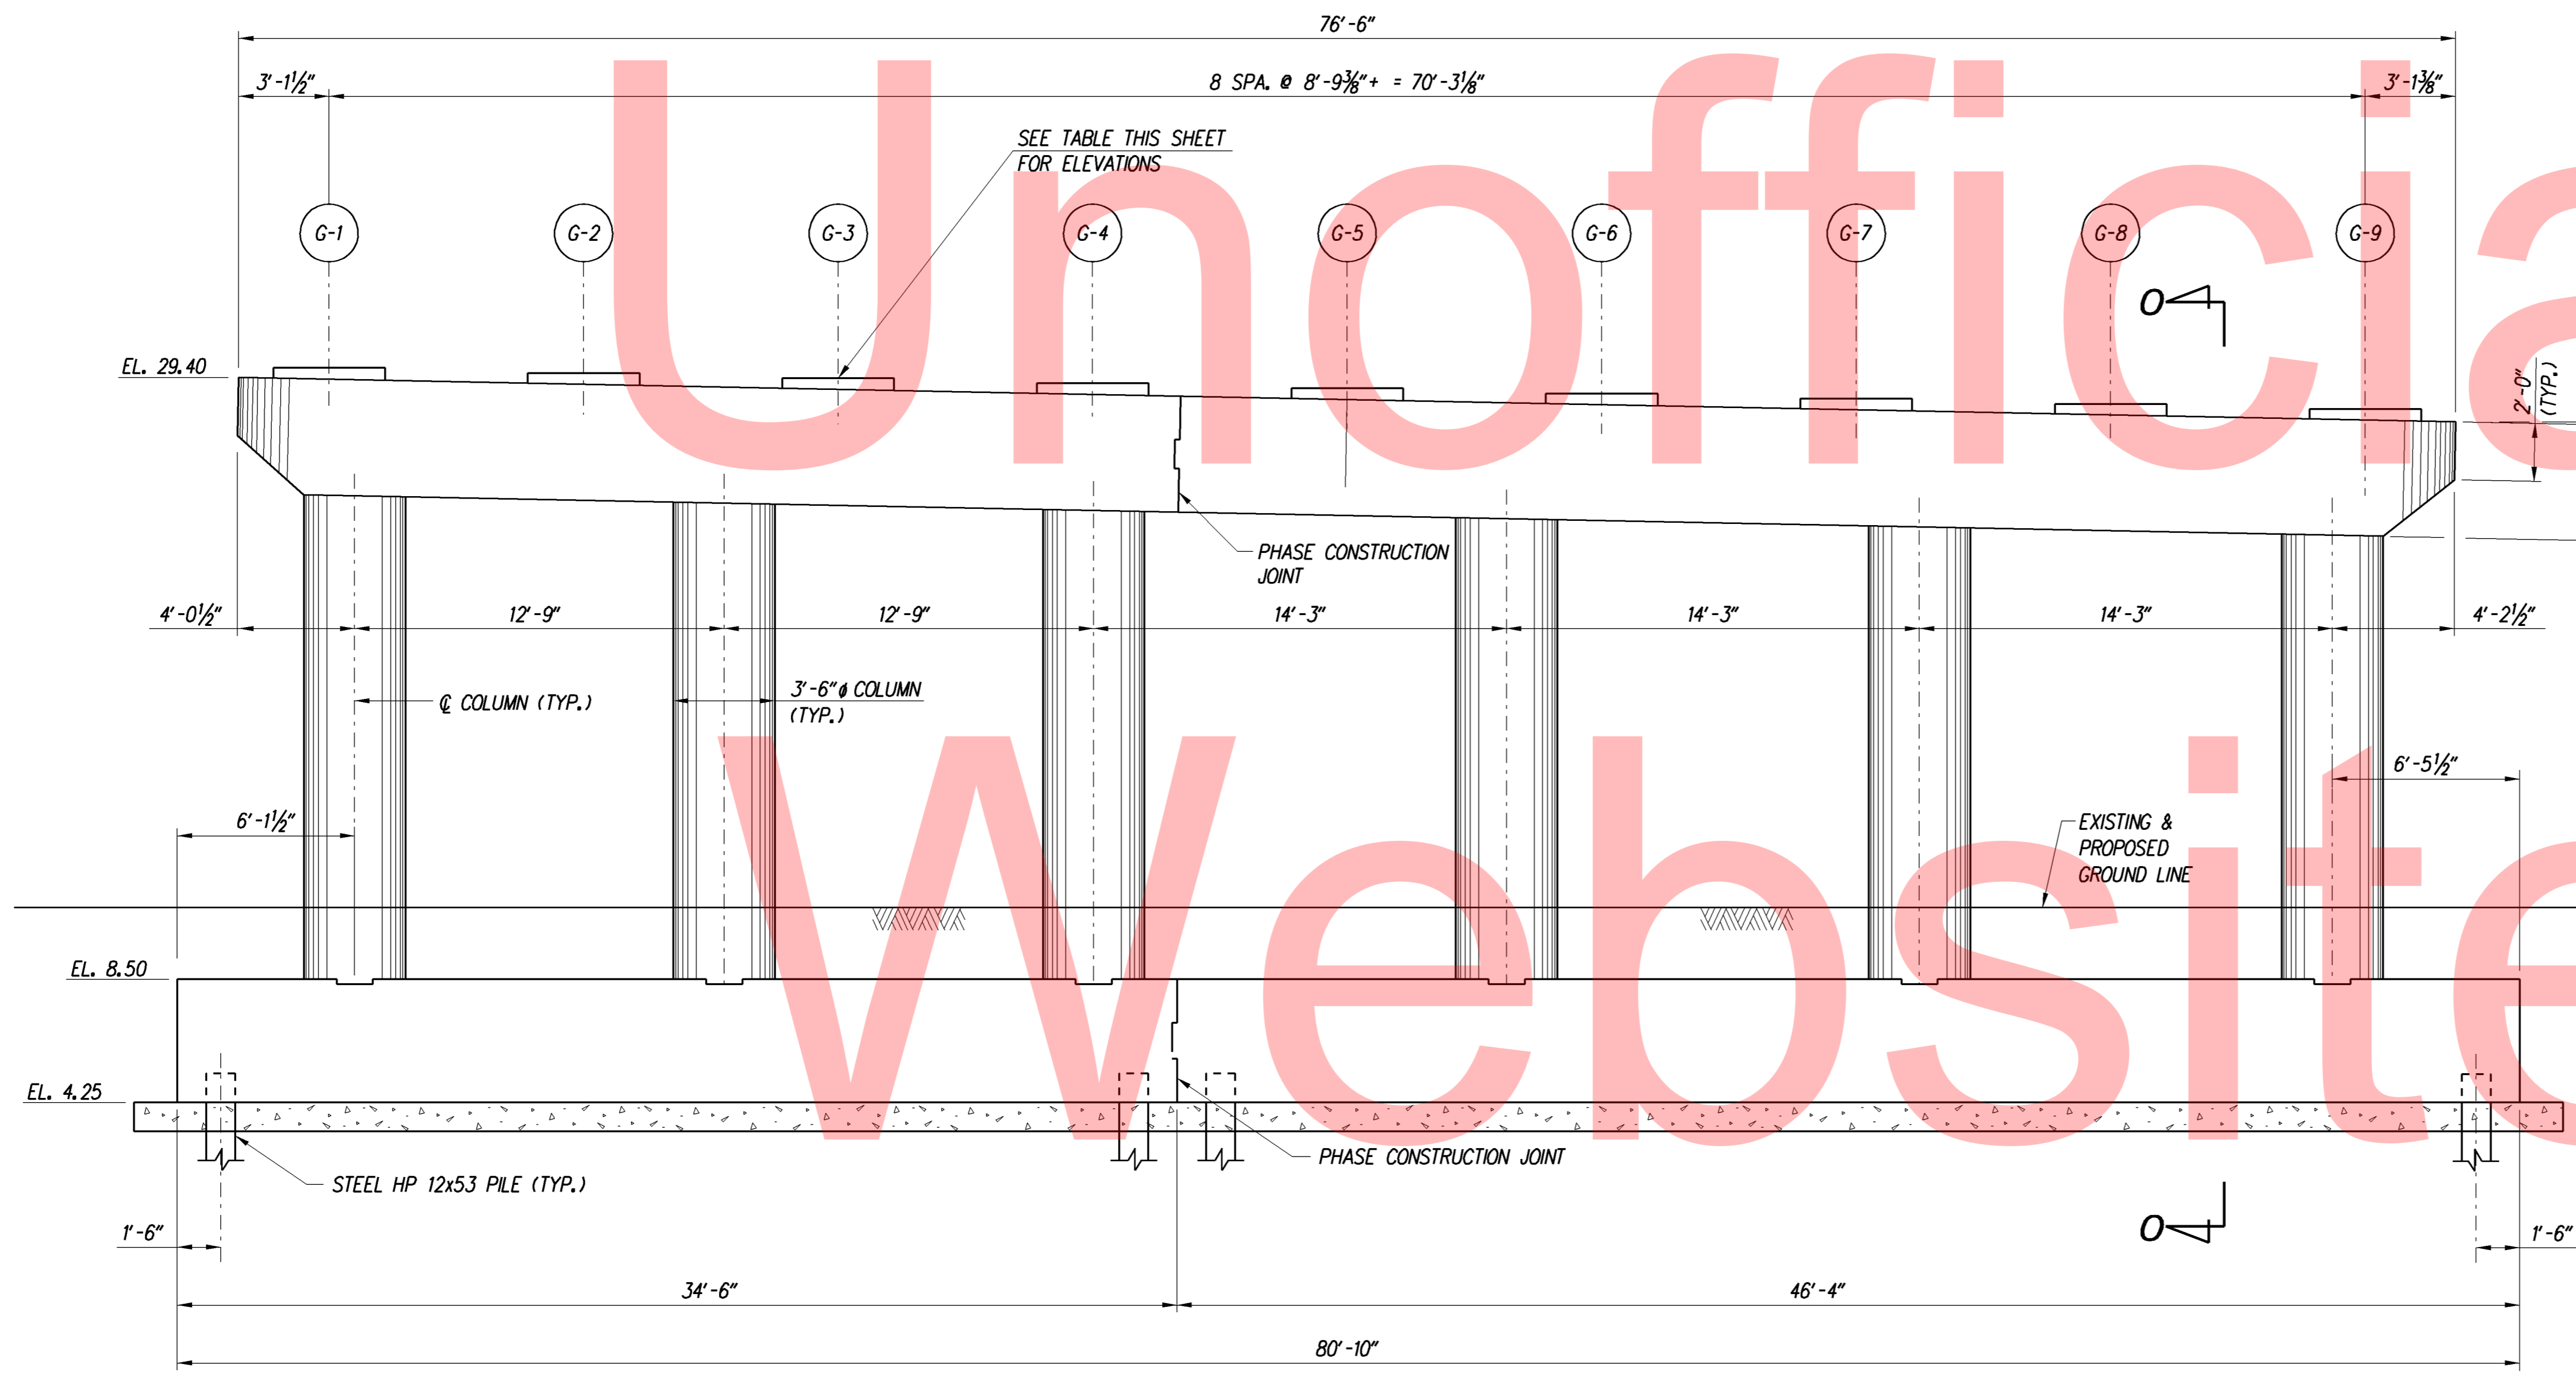 76'-6"
3'-1½"
8 SPA. @ 8'-9⅜"+ = 70'-3⅛"
3'-1⅜"
SEE TABLE THIS SHEET
FOR ELEVATIONS
G-1
G-2
G-3
G-4
G-5
G-6
G-7
G-8
G-9
O
EL. 29.40
2'-0"
(TYP.)
PHASE CONSTRUCTION
JOINT
4'-0½"
12'-9"
12'-9"
14'-3"
14'-3"
14'-3"
4'-2½"
℄ COLUMN (TYP.)
3'-6"ø COLUMN
(TYP.)
6'-5½"
6'-1½"
EXISTING &
PROPOSED
GROUND LINE
EL. 8.50
EL. 4.25
PHASE CONSTRUCTION JOINT
STEEL HP 12x53 PILE (TYP.)
1'-6"
O
1'-6"
34'-6"
46'-4"
80'-10"
Unofficia
Website